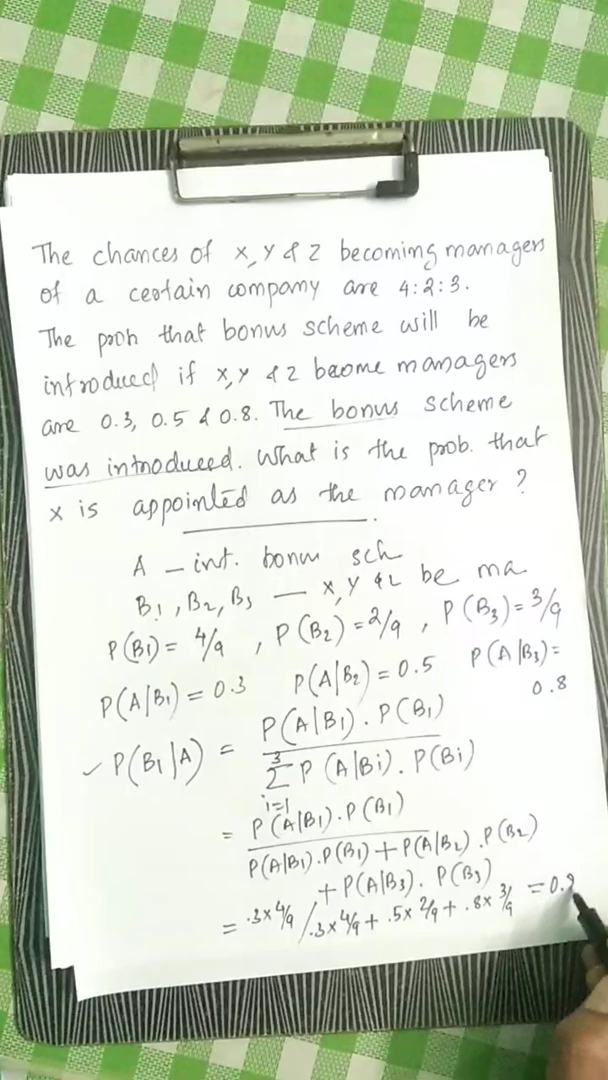 The chances of X, Y & Z becoming managers
of a certain company are 4:2:3.
The prob that bonus scheme will be
introduced if X, Y & Z become managers
are 0.3, 0.5 & 0.8. The bonus scheme
was introduced. What is the prob. that
X is appointed as the manager?
A – int. bonus sch
B₁, B₂, B₃ — X, Y & Z be ma
P(B₁) = 4/9, P(B₂) = 2/9, P(B₃) = 3/9
P(A|B₁) = 0.3 P(A|B₂) = 0.5 P(A|B₃) =
0.8
✓ P(B₁|A) = P(A|B₁) . P(B₁)
3
Σ P(A|Bi) . P(Bi)
i=1
= P(A|B₁) . P(B₁)
P(A|B₁) . P(B₁) + P(A|B₂) . P(B₂)
+ P(A|B₃) . P(B₃)
= .3 x 4/9 / .3 x 4/9 + .5 x 2/9 + .8 x 3/9 = 0.